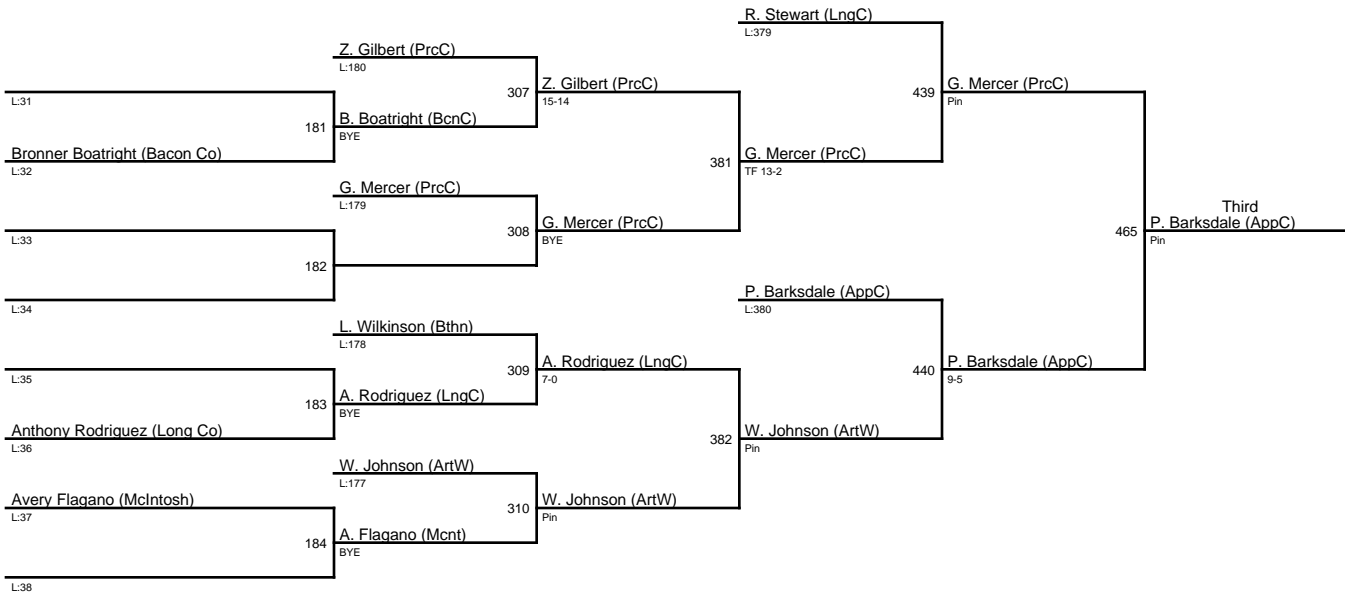 R. Stewart (LngC)
L:379
Z. Gilbert (PrcC)
L:180
307
Z. Gilbert (PrcC)
15-14
439
G. Mercer (PrcC)
Pin
L:31
181
B. Boatright (BcnC)
BYE
Bronner Boatright (Bacon Co)
L:32
381
G. Mercer (PrcC)
TF 13-2
G. Mercer (PrcC)
L:179
308
G. Mercer (PrcC)
BYE
Third
465
P. Barksdale (AppC)
Pin
L:33
182
L:34
P. Barksdale (AppC)
L:380
L. Wilkinson (Bthn)
L:178
309
A. Rodriguez (LngC)
7-0
440
P. Barksdale (AppC)
9-5
L:35
183
A. Rodriguez (LngC)
BYE
Anthony Rodriguez (Long Co)
L:36
382
W. Johnson (ArtW)
Pin
W. Johnson (ArtW)
L:177
Avery Flagano (McIntosh)
L:37
310
W. Johnson (ArtW)
Pin
184
A. Flagano (Mcnt)
BYE
L:38